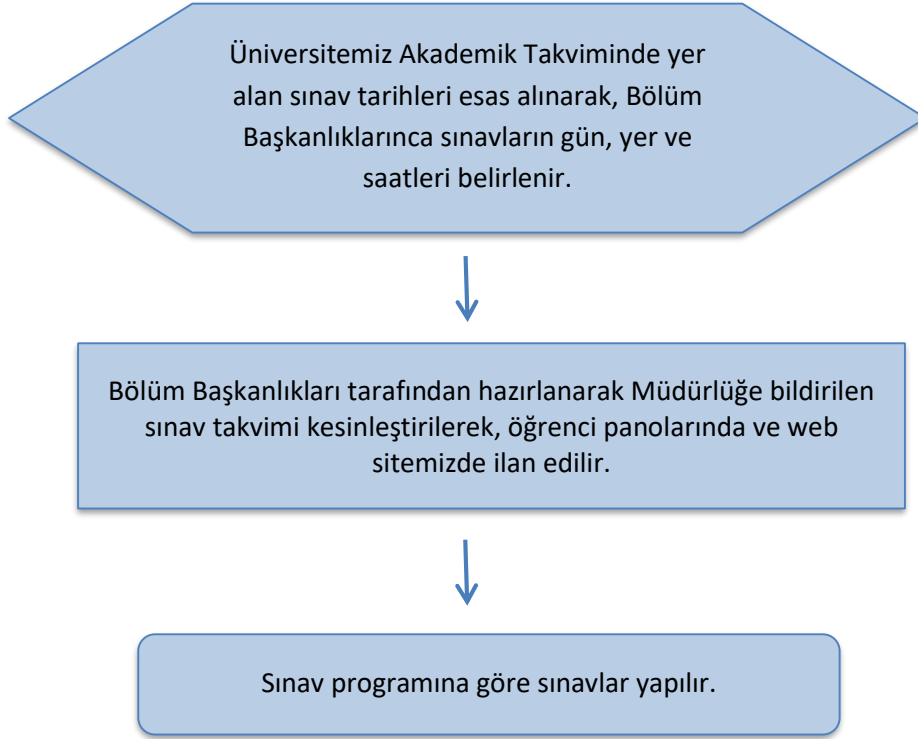 Üniversitemiz Akademik Takviminde yer
alan sınav tarihleri esas alınarak, Bölüm
Başkanlıklarınca sınavların gün, yer ve
saatleri belirlenir.
Bölüm Başkanlıkları tarafından hazırlanarak Müdürlüğe bildirilen
sınav takvimi kesinleştirilerek, öğrenci panolarında ve web
sitemizde ilan edilir.
Sınav programına göre sınavlar yapılır.